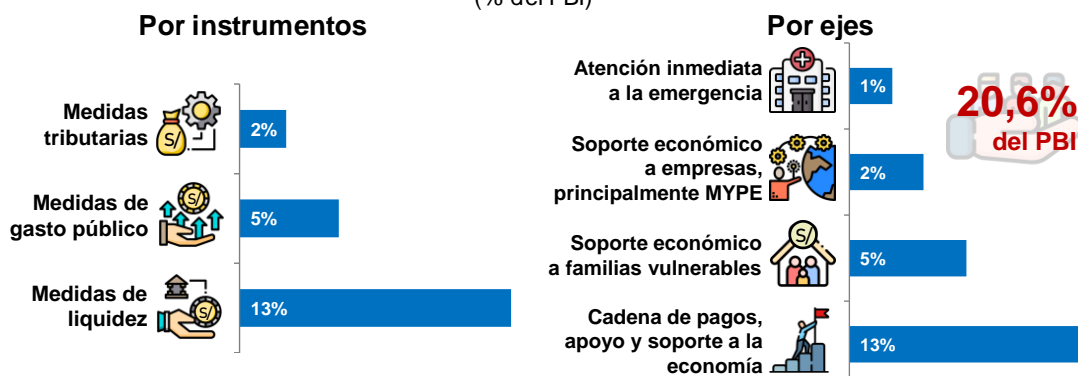 (% del PBI)
Por instrumentos
Medidas
tributarias
S/
2%
Medidas de
gasto público
S/
5%
Medidas de
liquidez
S/
13%
Por ejes
Atención inmediata
a la emergencia
1%
Soporte económico
a empresas,
principalmente MYPE
2%
Soporte económico
a familias vulnerables
S/
5%
Cadena de pagos,
apoyo y soporte a la
economía
13%
20,6%
del PBI